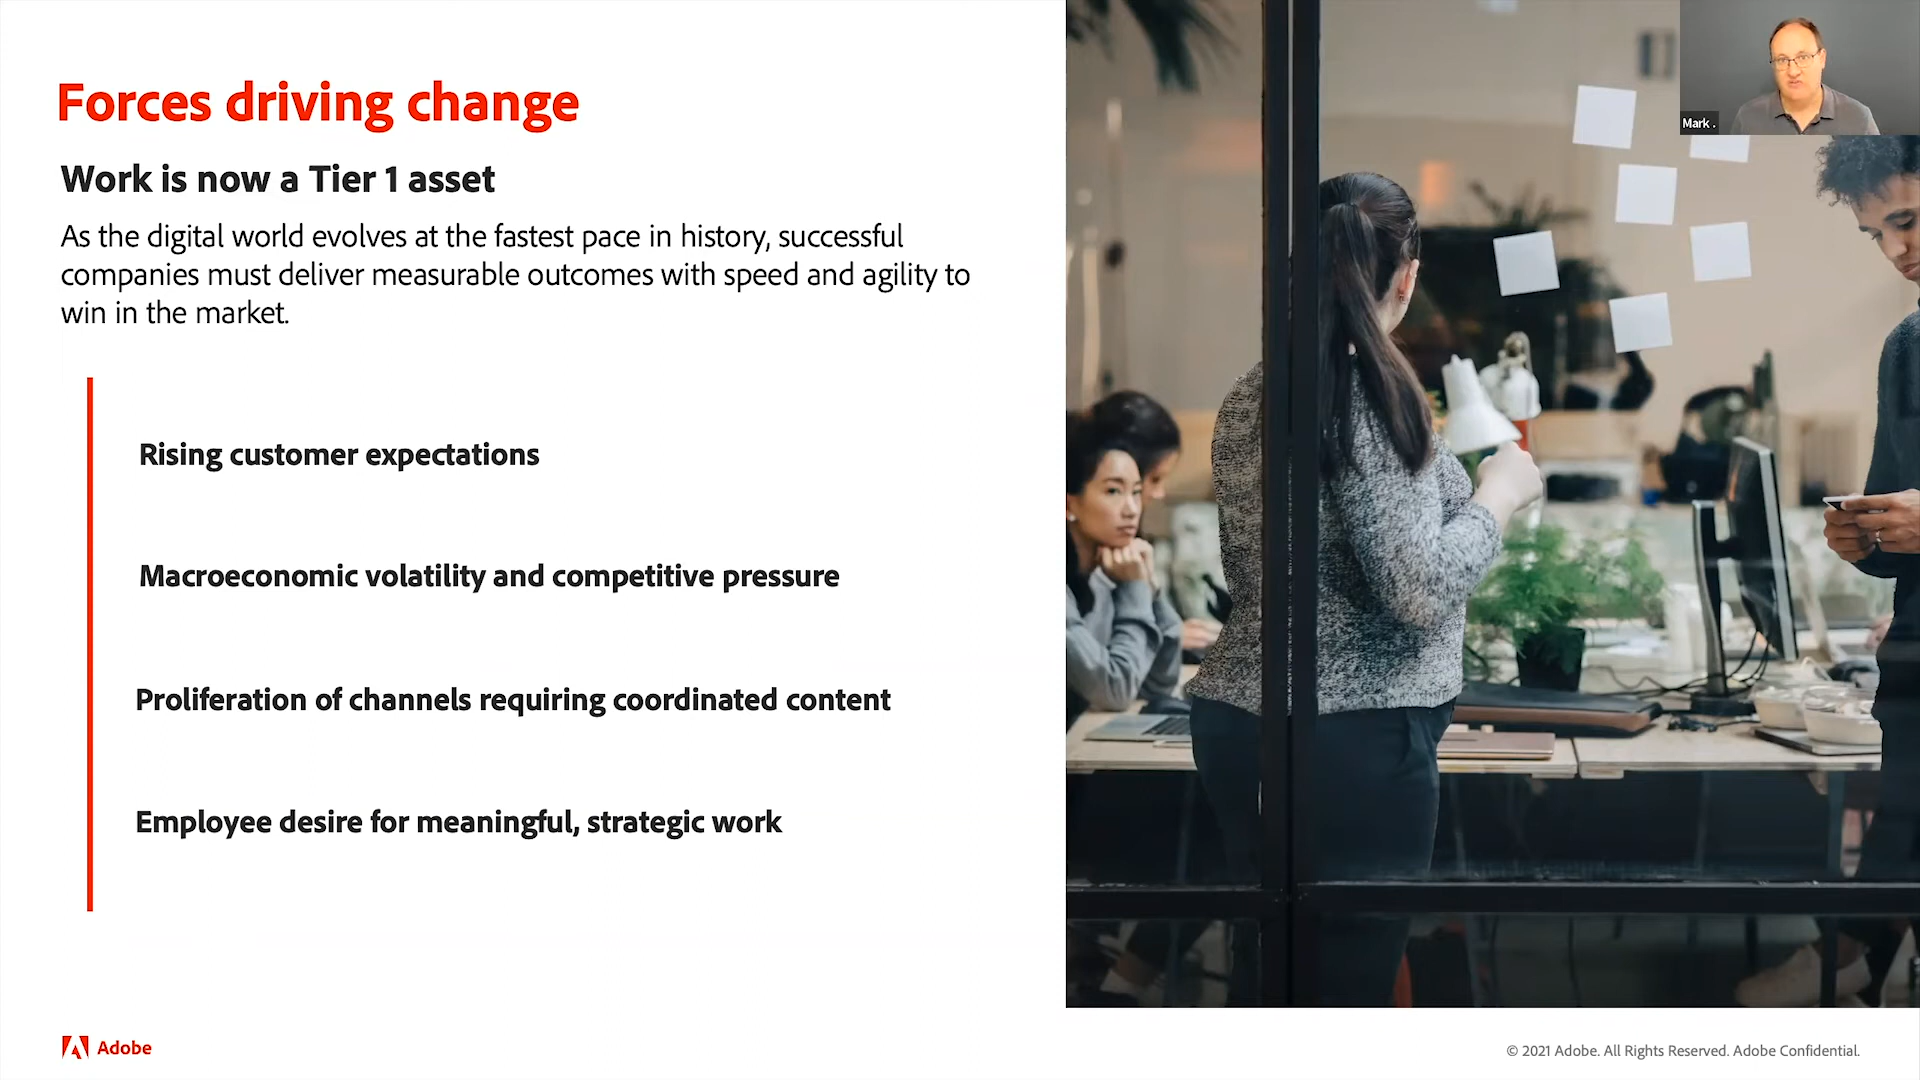 Forces driving change
Work is now a Tier 1 asset
As the digital world evolves at the fastest pace in history, successful
companies must deliver measurable outcomes with speed and agility to
win in the market.
Rising customer expectations
Macroeconomic volatility and competitive pressure
Proliferation of channels requiring coordinated content
Employee desire for meaningful, strategic work
Mark .
Adobe
© 2021 Adobe. All Rights Reserved. Adobe Confidential.